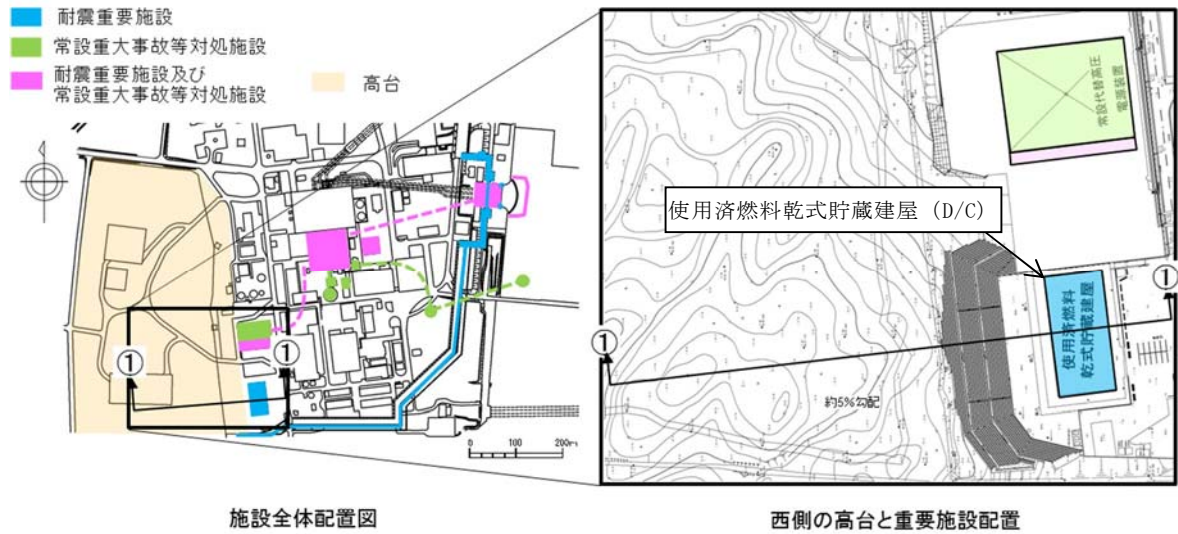 耐震重要施設
常設重大事故等対処施設
耐震重要施設及び
常設重大事故等対処施設
高台
①
①
0 100 200m
施設全体配置図
常設代替高圧
電源装置
使用済燃料乾式貯蔵建屋 (D/C)
使用済燃料
乾式貯蔵建屋
①
①
約5%勾配
西側の高台と重要施設配置